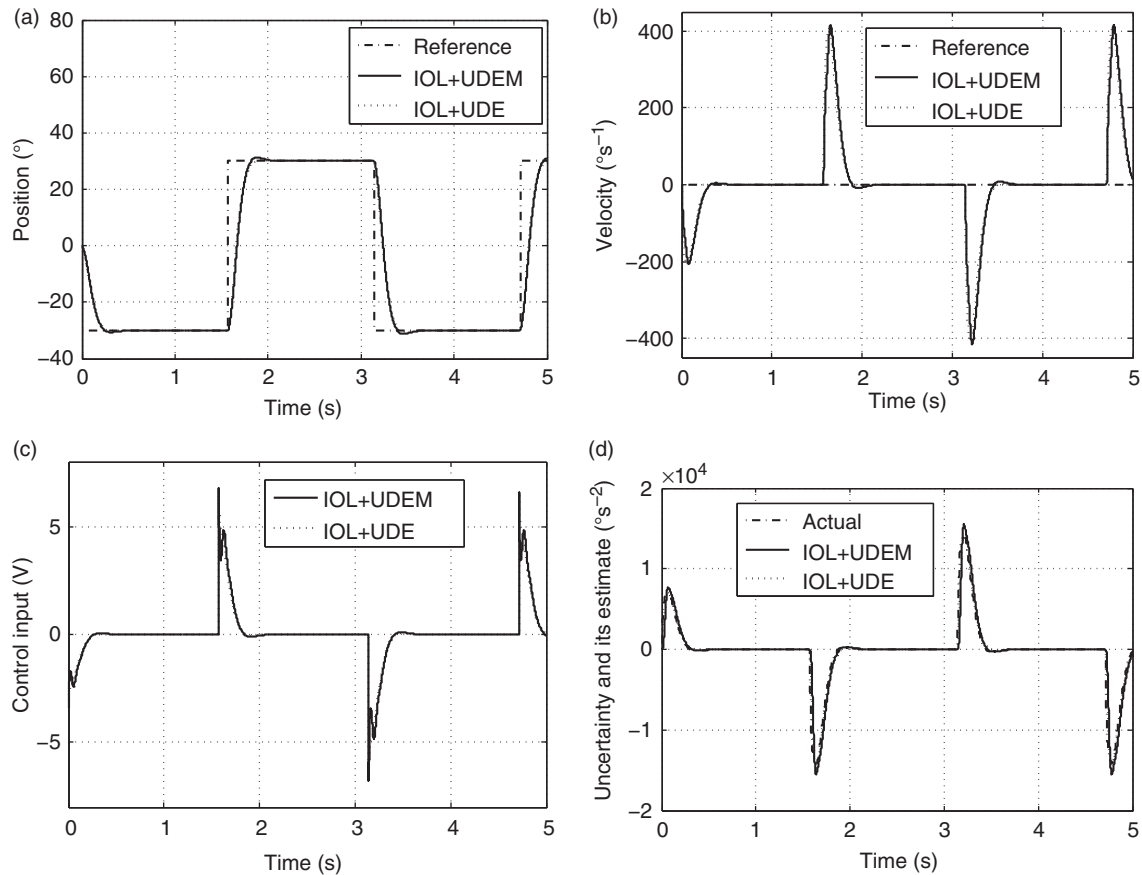 (a)
80
60
40
20
0
−20
−40
Position (°)
Reference
IOL+UDEM
IOL+UDE
0 1 2 3 4 5
Time (s)
(b)
400
200
0
−200
−400
Velocity (°s−1)
Reference
IOL+UDEM
IOL+UDE
0 1 2 3 4 5
Time (s)
(c)
5
0
−5
Control input (V)
IOL+UDEM
IOL+UDE
0 1 2 3 4 5
Time (s)
(d)
×10^4
2
1
0
−1
−2
Uncertainty and its estimate (°s−2)
Actual
IOL+UDEM
IOL+UDE
0 1 2 3 4 5
Time (s)